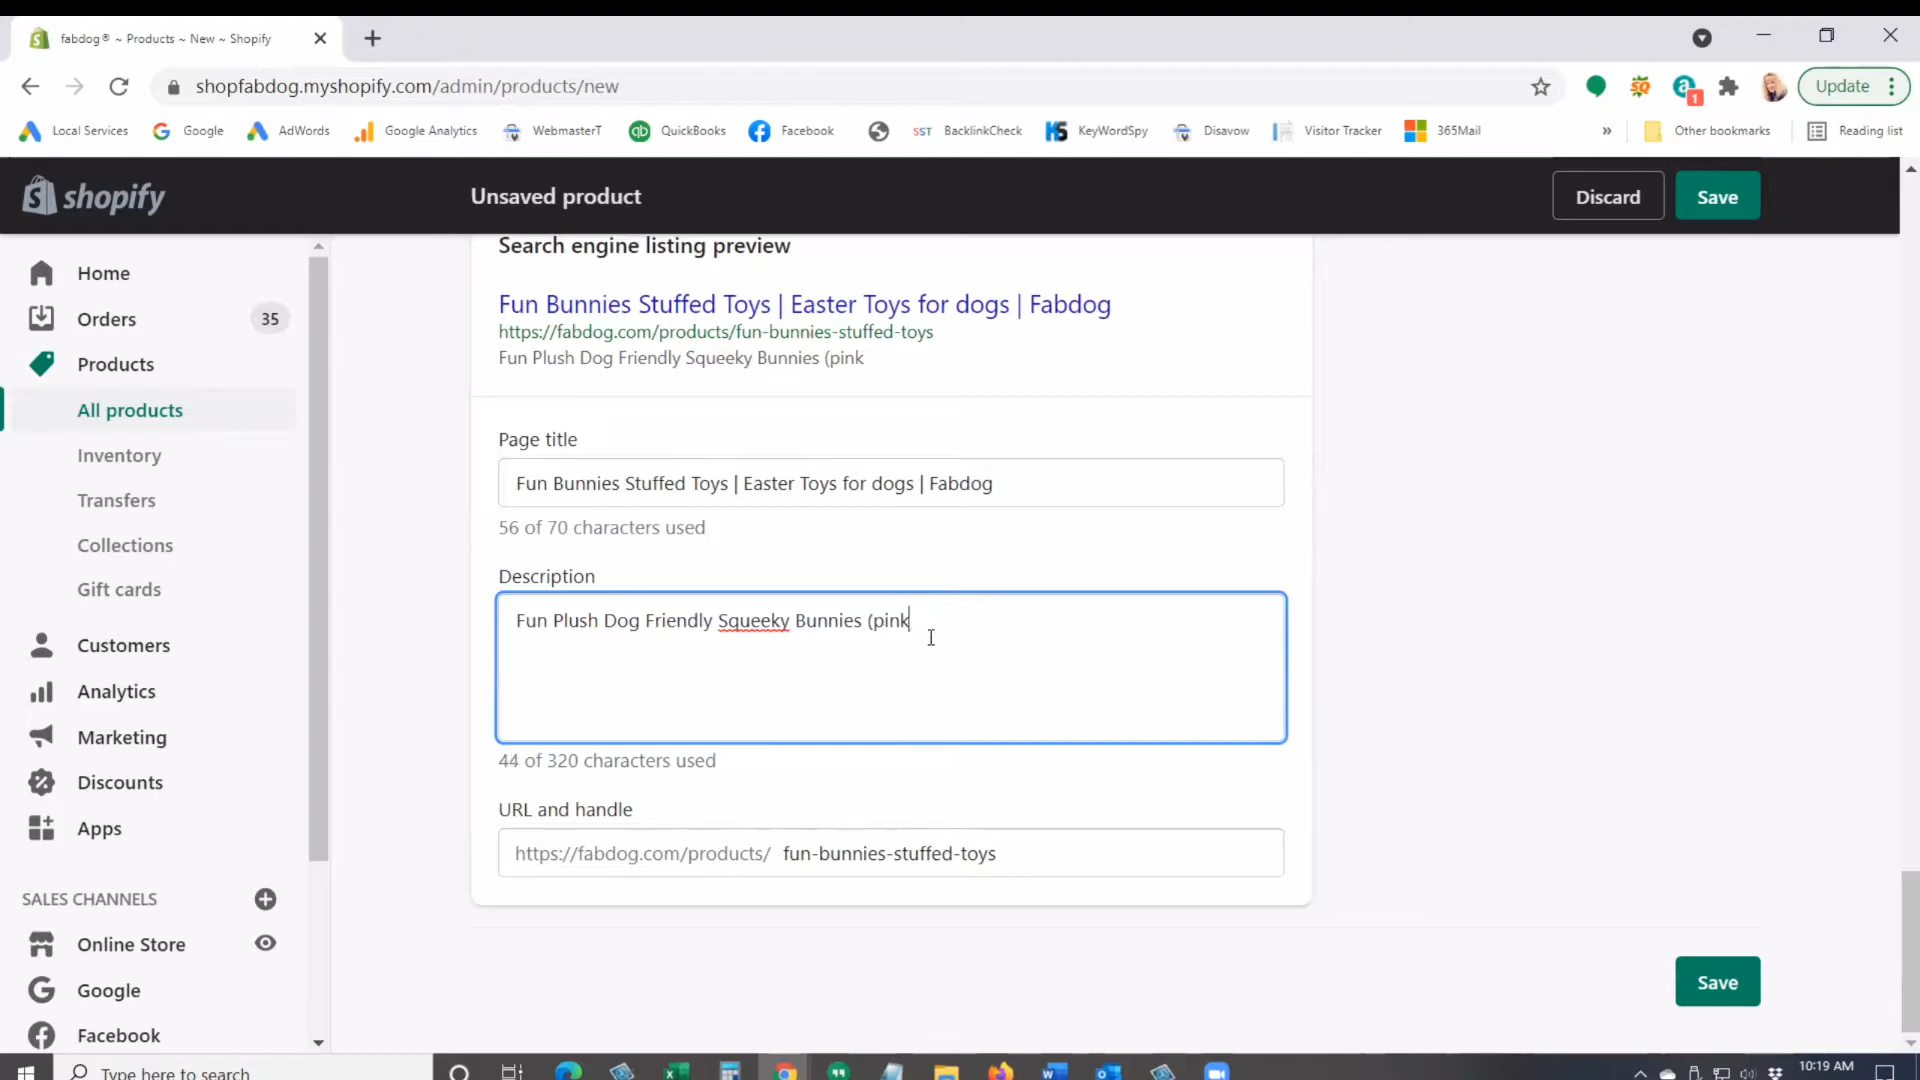 fabdog® ~ Products ~ New ~ Shopify
shopfabdog.myshopify.com/admin/products/new
Update
1
Local Services
Google
AdWords
Google Analytics
WebmasterT
QuickBooks
Facebook
SST BacklinkCheck
KeyWordSpy
Disavow
Visitor Tracker
365Mail
»
Other bookmarks
Reading list
shopify
Unsaved product
Discard
Save
Home
Orders
35
Products
All products
Inventory
Transfers
Collections
Gift cards
Customers
Analytics
Marketing
Discounts
Apps
SALES CHANNELS
Online Store
Google
Facebook
Search engine listing preview
Fun Bunnies Stuffed Toys | Easter Toys for dogs | Fabdog
https://fabdog.com/products/fun-bunnies-stuffed-toys
Fun Plush Dog Friendly Squeeky Bunnies (pink
Page title
Fun Bunnies Stuffed Toys | Easter Toys for dogs | Fabdog
56 of 70 characters used
Description
Fun Plush Dog Friendly Squeeky Bunnies (pink
44 of 320 characters used
URL and handle
https://fabdog.com/products/ fun-bunnies-stuffed-toys
Save
Type here to search
10:19 AM